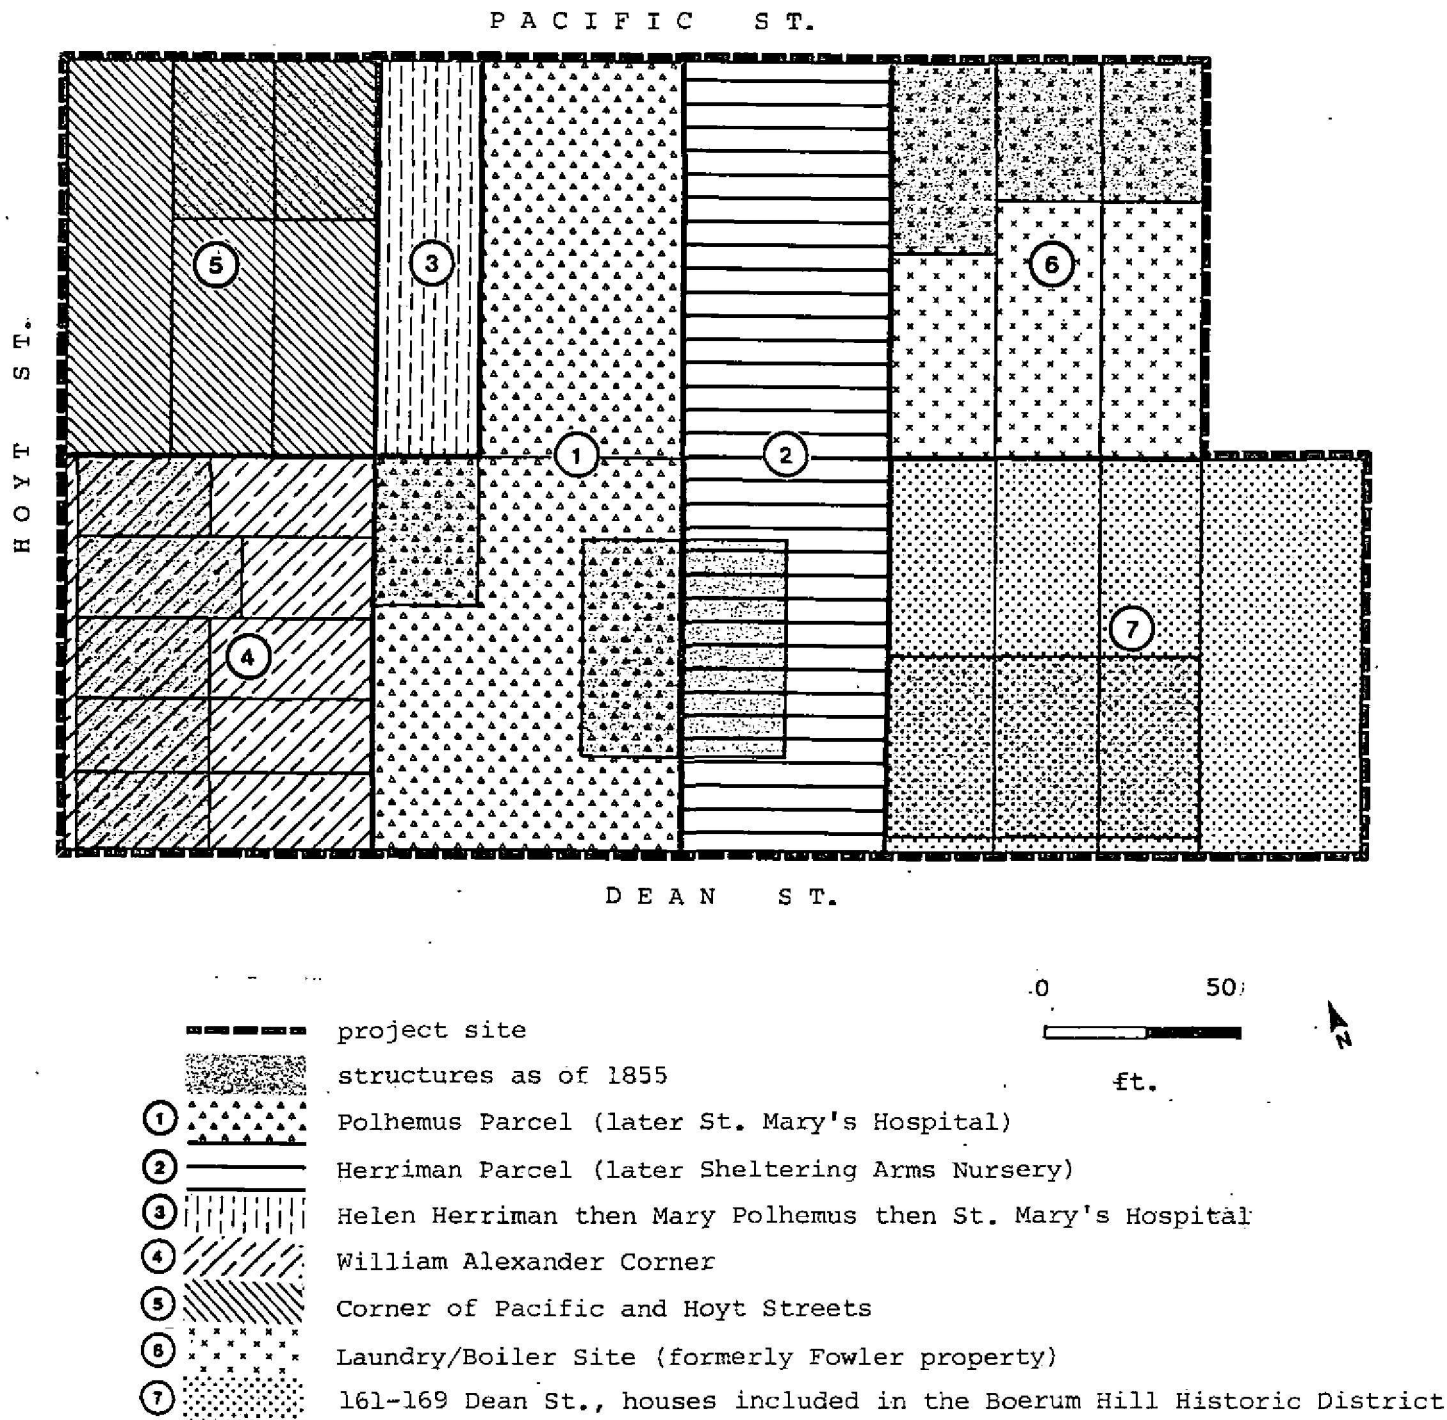 PACIFIC ST.
HOYT ST.
5
3
6
1
2
7
4
DEAN ST.
0 50
ft.
N
project site
structures as of 1855
1 Polhemus Parcel (later St. Mary's Hospital)
2 Herriman Parcel (later Sheltering Arms Nursery)
3 Helen Herriman then Mary Polhemus then St. Mary's Hospital
4 William Alexander Corner
5 Corner of Pacific and Hoyt Streets
6 Laundry/Boiler Site (formerly Fowler property)
7 161-169 Dean St., houses included in the Boerum Hill Historic District